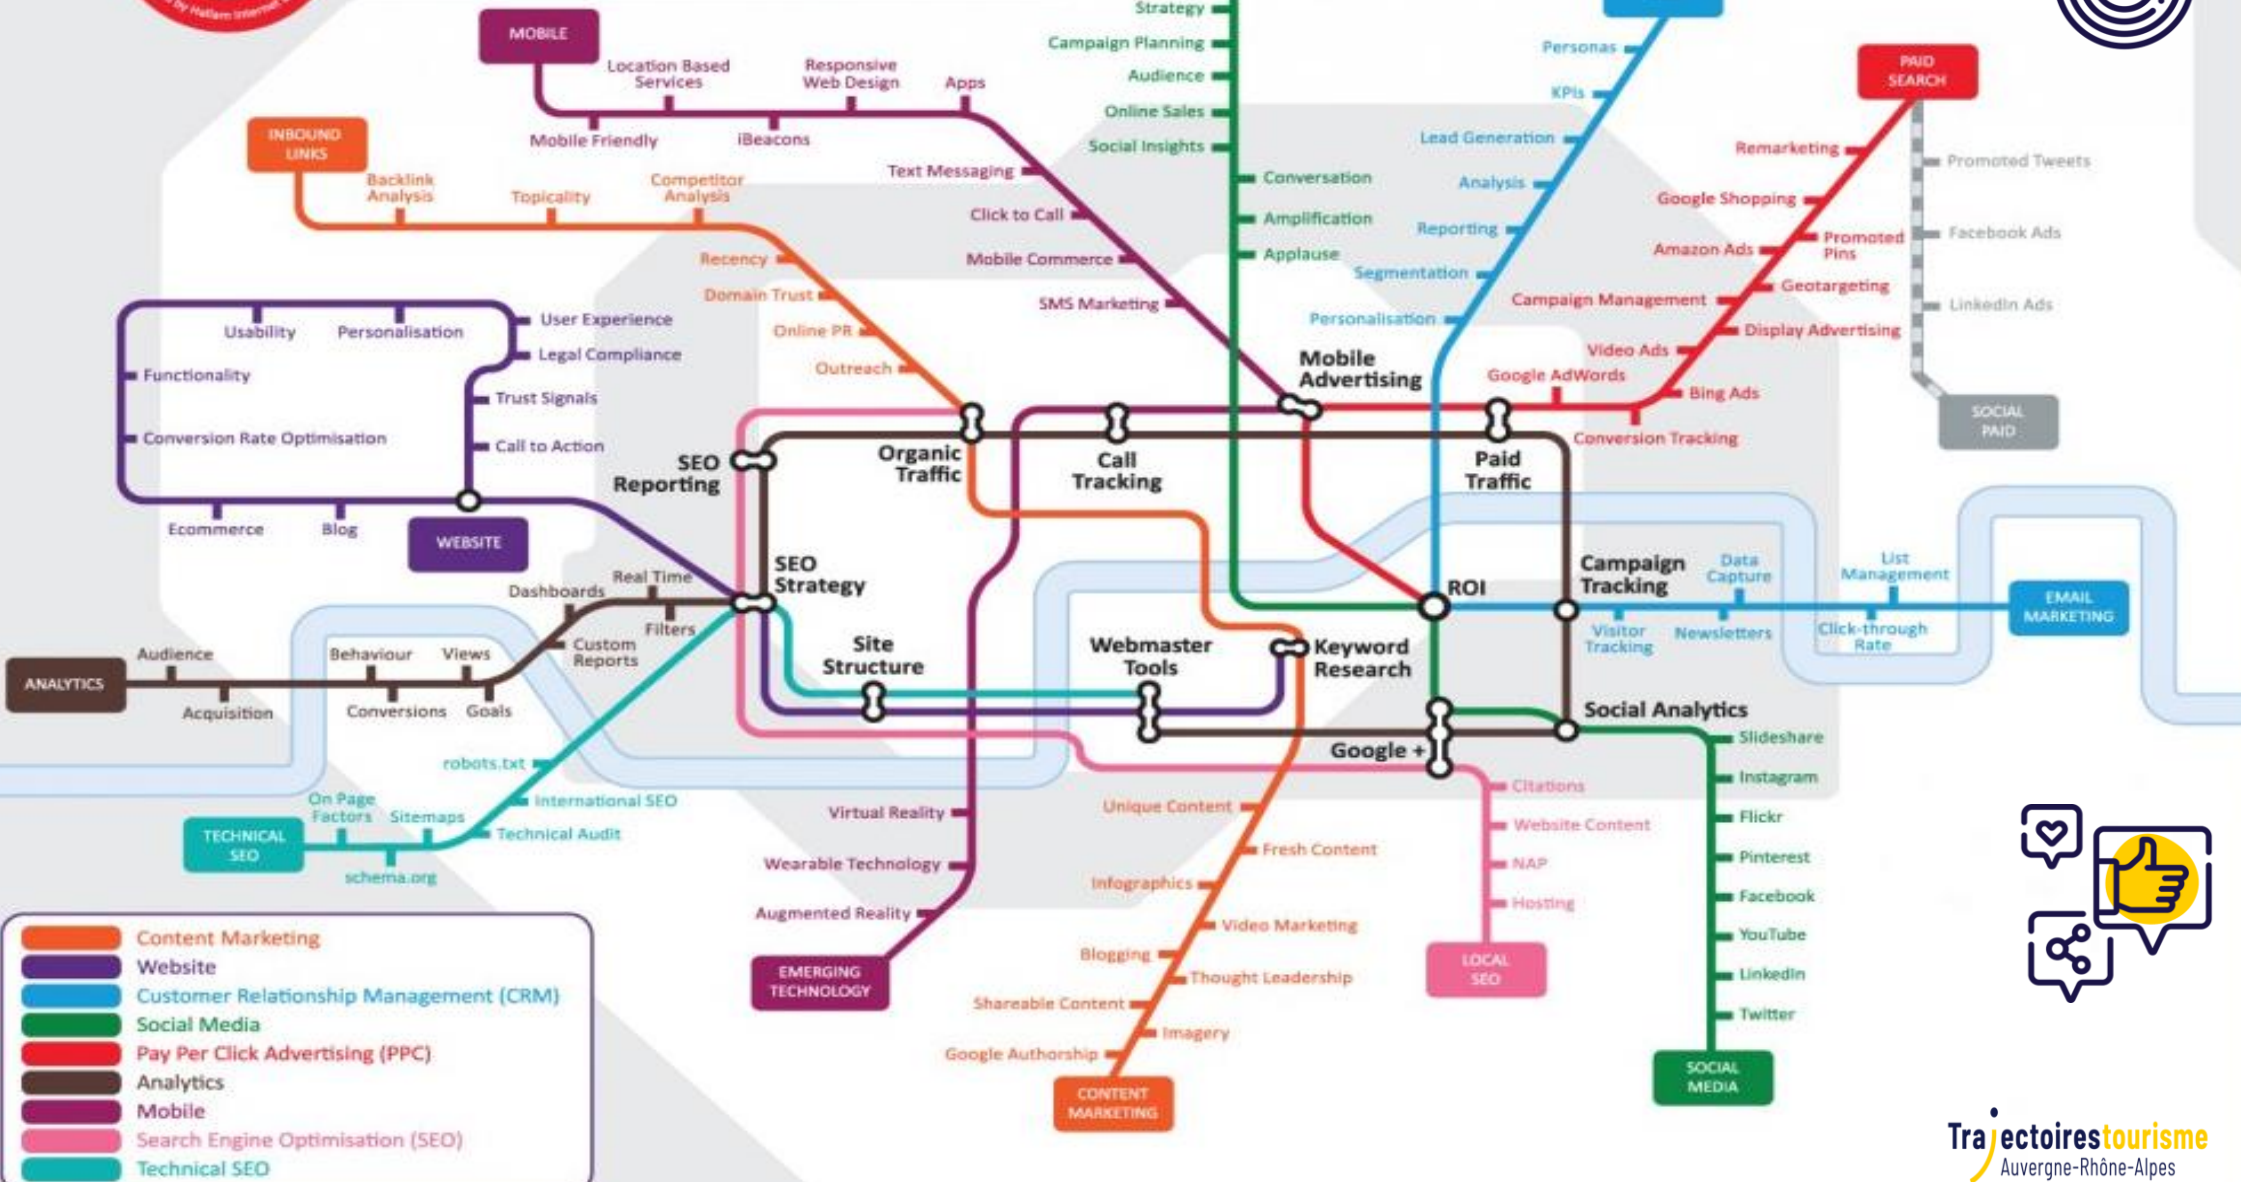 by Hallam Internet
MOBILE
Location Based
Services
Responsive
Web Design
Apps
Mobile Friendly
iBeacons
Text Messaging
Click to Call
Mobile Commerce
SMS Marketing
INBOUND
LINKS
Backlink
Analysis
Topicality
Competitor
Analysis
Recency
Domain Trust
Online PR
Outreach
Strategy
Campaign Planning
Audience
Online Sales
Social Insights
Conversation
Amplification
Applause
Personas
KPIs
Lead Generation
Analysis
Reporting
Segmentation
Personalisation
PAID
SEARCH
Remarketing
Google Shopping
Promoted
Pins
Amazon Ads
Geotargeting
Campaign Management
Display Advertising
Video Ads
Google AdWords
Bing Ads
Conversion Tracking
Promoted Tweets
Facebook Ads
LinkedIn Ads
SOCIAL
PAID
Usability
Personalisation
User Experience
Legal Compliance
Functionality
Trust Signals
Conversion Rate Optimisation
Call to Action
Ecommerce
Blog
WEBSITE
SEO
Reporting
Organic
Traffic
Call
Tracking
Mobile
Advertising
Paid
Traffic
SEO
Strategy
Site
Structure
Webmaster
Tools
Keyword
Research
ROI
Campaign
Tracking
Social Analytics
Google +
Data
Capture
List
Management
Visitor
Tracking
Newsletters
Click-through
Rate
EMAIL
MARKETING
ANALYTICS
Audience
Acquisition
Behaviour
Conversions
Views
Goals
Dashboards
Custom
Reports
Real Time
Filters
TECHNICAL
SEO
On Page
Factors
schema.org
Sitemaps
robots.txt
International SEO
Technical Audit
Virtual Reality
Wearable Technology
Augmented Reality
EMERGING
TECHNOLOGY
Unique Content
Fresh Content
Infographics
Video Marketing
Blogging
Thought Leadership
Shareable Content
Imagery
Google Authorship
CONTENT
MARKETING
Citations
Website Content
NAP
Hosting
LOCAL
SEO
Slideshare
Instagram
Flickr
Pinterest
Facebook
YouTube
LinkedIn
Twitter
SOCIAL
MEDIA
Content Marketing
Website
Customer Relationship Management (CRM)
Social Media
Pay Per Click Advertising (PPC)
Analytics
Mobile
Search Engine Optimisation (SEO)
Technical SEO
Trajectoirestourisme
Auvergne-Rhône-Alpes